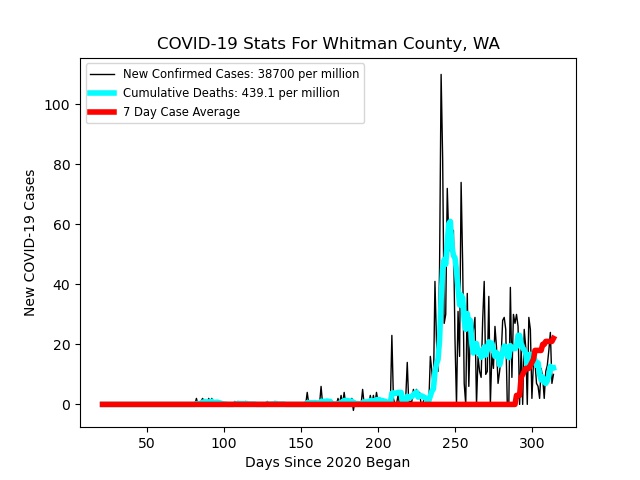 COVID-19 Stats For Whitman County, WA
New Confirmed Cases: 38700 per million
Cumulative Deaths: 439.1 per million
7 Day Case Average
New COVID-19 Cases
100
80
60
40
20
0
50 100 150 200 250 300
Days Since 2020 Began